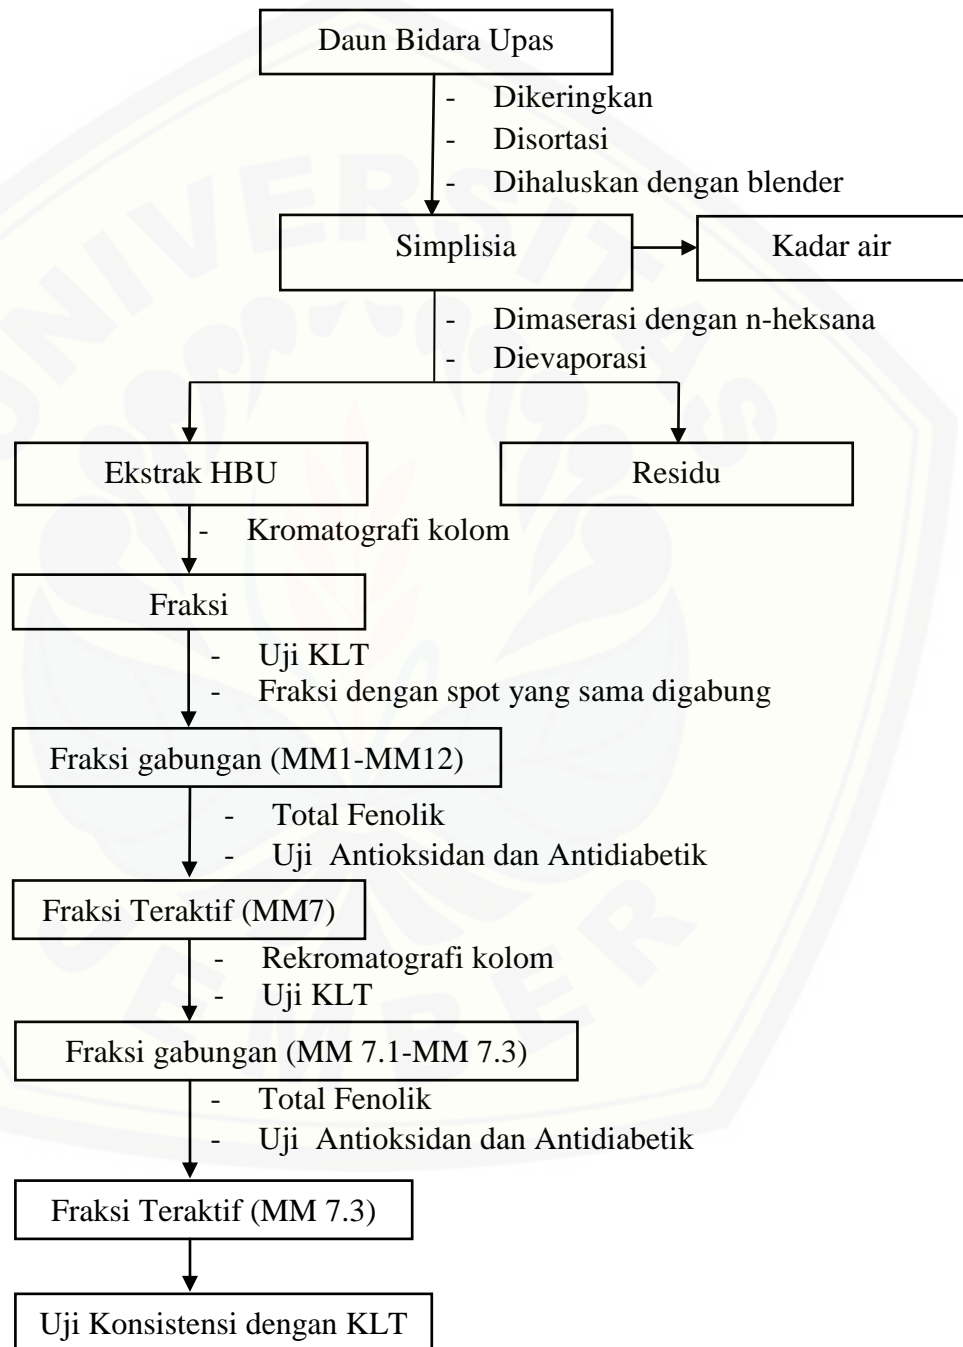 Daun Bidara Upas
- Dikeringkan
- Disortasi
- Dihaluskan dengan blender
Simplisia
Kadar air
- Dimaserasi dengan n-heksana
- Dievaporasi
Ekstrak HBU
Residu
- Kromatografi kolom
Fraksi
- Uji KLT
- Fraksi dengan spot yang sama digabung
Fraksi gabungan (MM1-MM12)
- Total Fenolik
- Uji Antioksidan dan Antidiabetik
Fraksi Teraktif (MM7)
- Rekromatografi kolom
- Uji KLT
Fraksi gabungan (MM 7.1-MM 7.3)
- Total Fenolik
- Uji Antioksidan dan Antidiabetik
Fraksi Teraktif (MM 7.3)
Uji Konsistensi dengan KLT
UNIVERSITAS
JEMBER